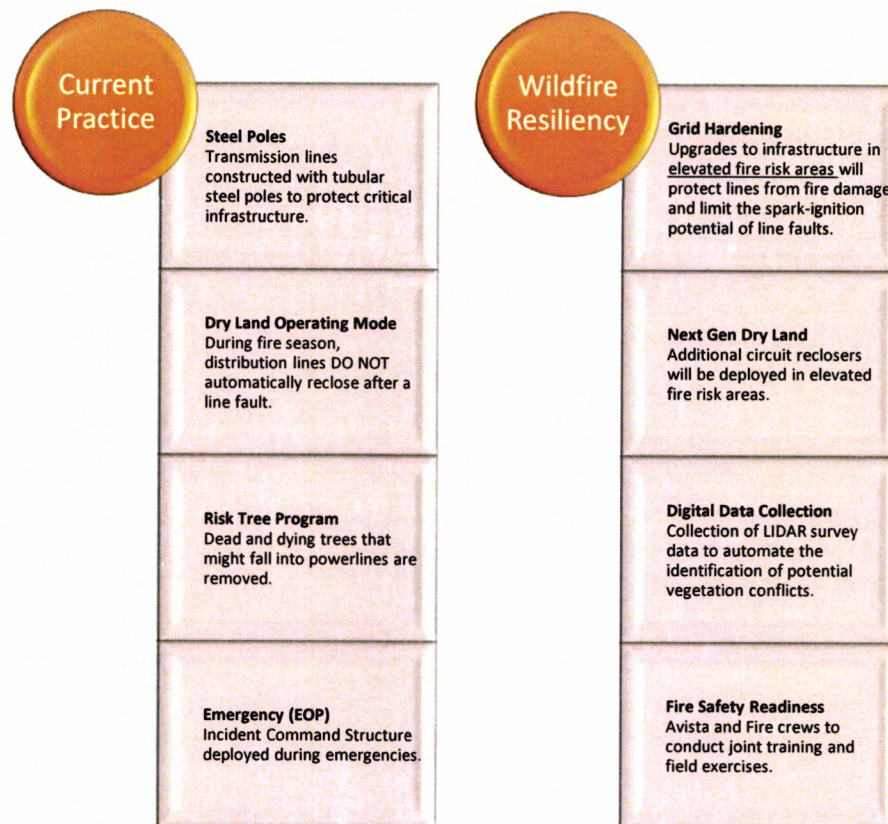 Current
Practice
Steel Poles
Transmission lines
constructed with tubular
steel poles to protect critical
infrastructure.
Dry Land Operating Mode
During fire season,
distribution lines DO NOT
automatically reclose after a
line fault.
Risk Tree Program
Dead and dying trees that
might fall into powerlines are
removed.
Emergency (EOP)
Incident Command Structure
deployed during emergencies.
Wildfire
Resiliency
Grid Hardening
Upgrades to infrastructure in
elevated fire risk areas will
protect lines from fire damage
and limit the spark-ignition
potential of line faults.
Next Gen Dry Land
Additional circuit reclosers
will be deployed in elevated
fire risk areas.
Digital Data Collection
Collection of LIDAR survey
data to automate the
identification of potential
vegetation conflicts.
Fire Safety Readiness
Avista and Fire crews to
conduct joint training and
field exercises.